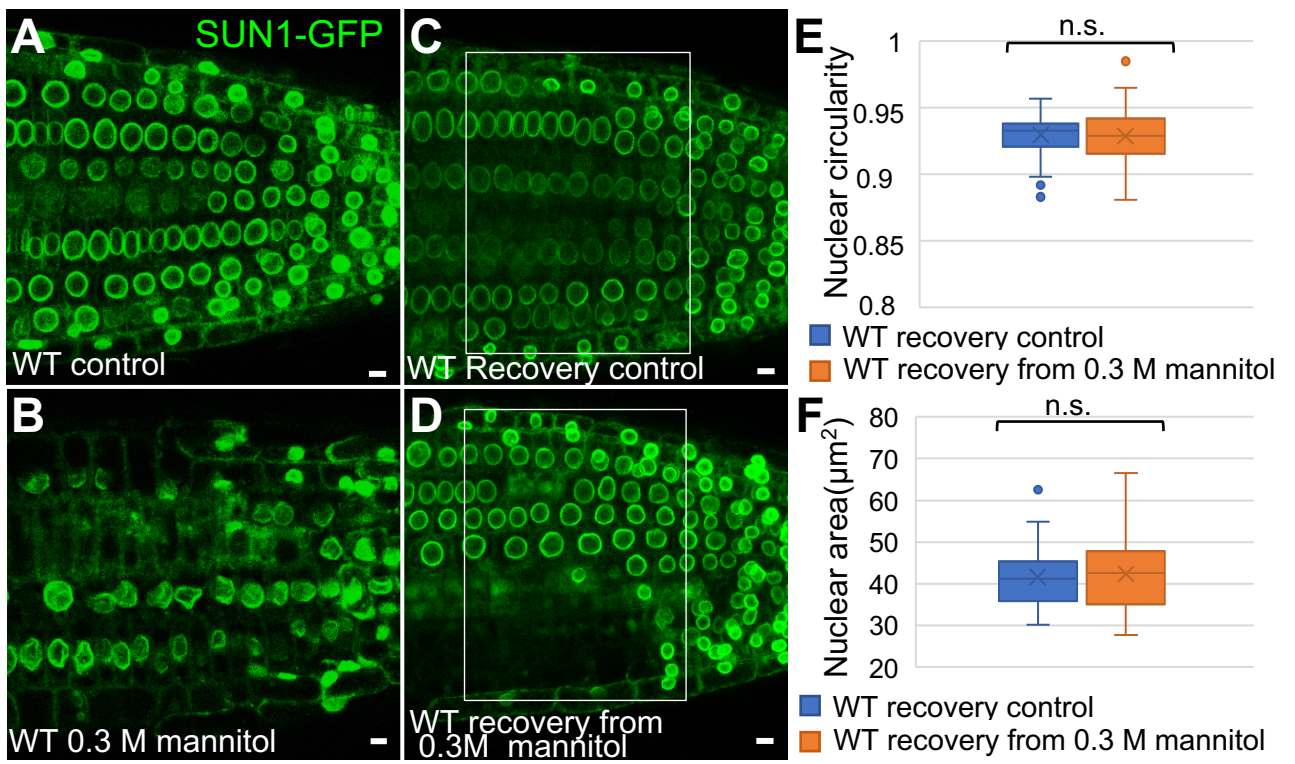 A
SUN1-GFP
WT control
B
WT 0.3 M mannitol
C
WT Recovery control
D
WT recovery from
0.3M mannitol
E
n.s.
Nuclear circularity
1
0.95
0.9
0.85
0.8
WT recovery control
WT recovery from 0.3 M mannitol
F
n.s.
Nuclear area(µm²)
80
70
60
50
40
30
20
WT recovery control
WT recovery from 0.3 M mannitol